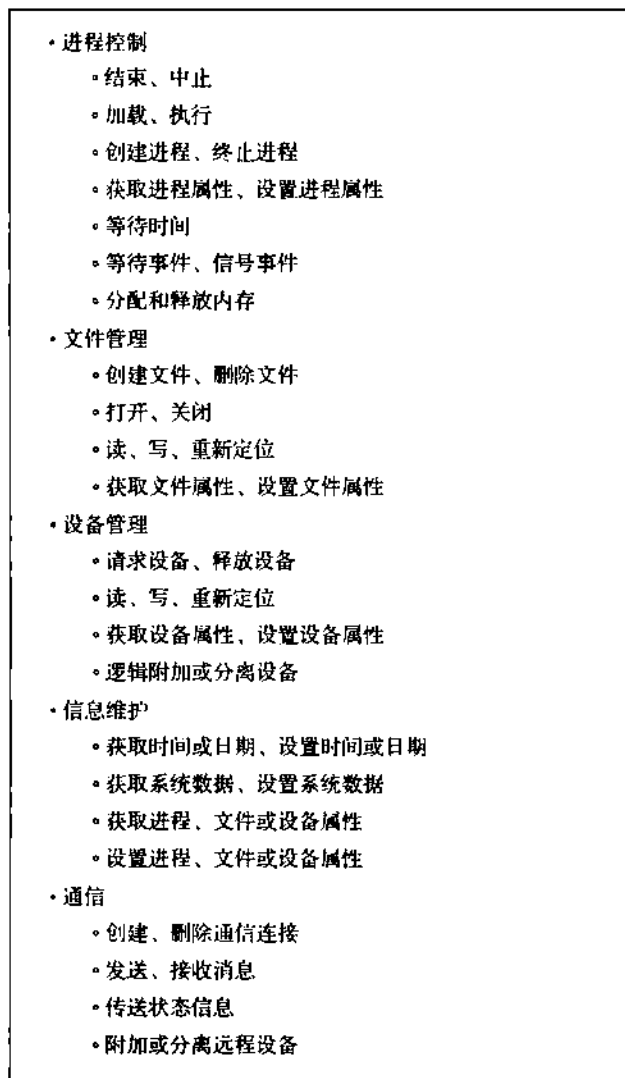 • 进程控制
◦ 结束、中止
◦ 加载、执行
◦ 创建进程、终止进程
◦ 获取进程属性、设置进程属性
◦ 等待时间
◦ 等待事件、信号事件
◦ 分配和释放内存
• 文件管理
◦ 创建文件、删除文件
◦ 打开、关闭
◦ 读、写、重新定位
◦ 获取文件属性、设置文件属性
• 设备管理
◦ 请求设备、释放设备
◦ 读、写、重新定位
◦ 获取设备属性、设置设备属性
◦ 逻辑附加或分离设备
• 信息维护
◦ 获取时间或日期、设置时间或日期
◦ 获取系统数据、设置系统数据
◦ 获取进程、文件或设备属性
◦ 设置进程、文件或设备属性
• 通信
◦ 创建、删除通信连接
◦ 发送、接收消息
◦ 传送状态信息
◦ 附加或分离远程设备